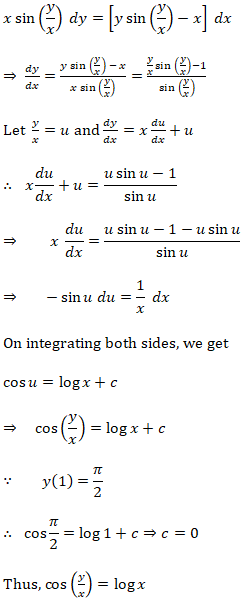 x sin(y/x) dy = [y sin(y/x) − x] dx
⇒ dy/dx = (y sin(y/x) − x)/(x sin(y/x)) = (y/x sin(y/x) − 1)/(sin(y/x))
Let y/x = u and dy/dx = x du/dx + u
∴ x du/dx + u = (u sin u − 1)/(sin u)
⇒ x du/dx = (u sin u − 1 − u sin u)/(sin u)
⇒ − sin u du = 1/x dx
On integrating both sides, we get
cos u = log x + c
⇒ cos(y/x) = log x + c
∵ y(1) = π/2
∴ cos π/2 = log 1 + c ⇒ c = 0
Thus, cos(y/x) = log x